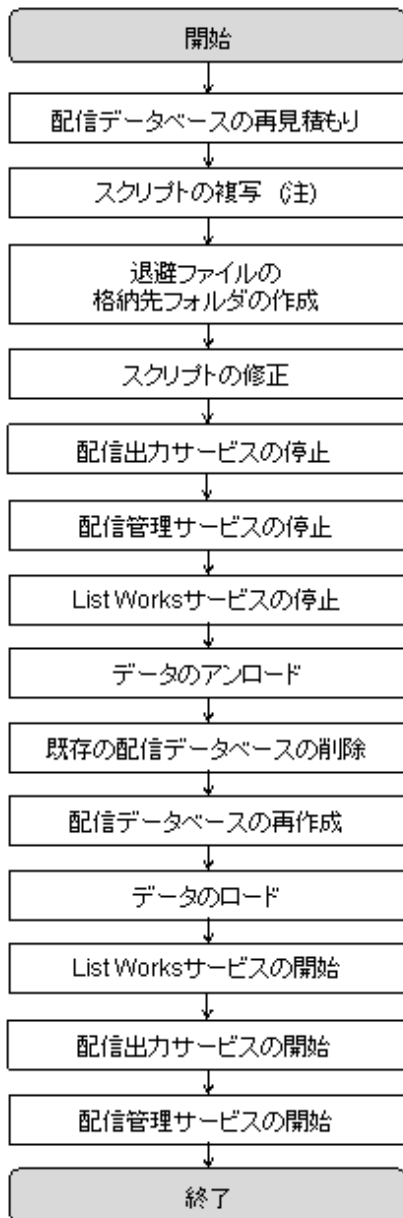 開始
配信データベースの再見積もり
スクリプトの複写 (注)
退避ファイルの
格納先フォルダの作成
スクリプトの修正
配信出力サービスの停止
配信管理サービスの停止
List Worksサービスの停止
データのアンロード
既存の配信データベースの削除
配信データベースの再作成
データのロード
List Worksサービスの開始
配信出力サービスの開始
配信管理サービスの開始
終了